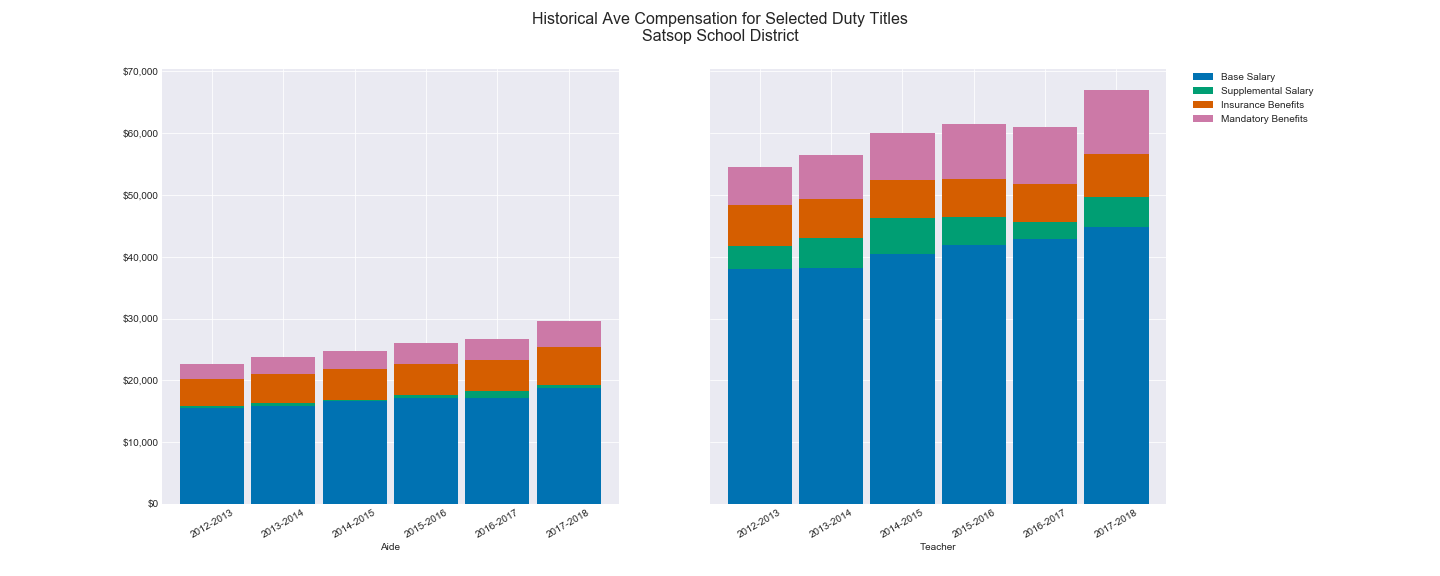 Historical Ave Compensation for Selected Duty Titles
Satsop School District
$70,000
$60,000
$50,000
$40,000
$30,000
$20,000
$10,000
$0
2012-2013
2013-2014
2014-2015
2015-2016
2016-2017
2017-2018
Aide
2012-2013
2013-2014
2014-2015
2015-2016
2016-2017
2017-2018
Teacher
Base Salary
Supplemental Salary
Insurance Benefits
Mandatory Benefits